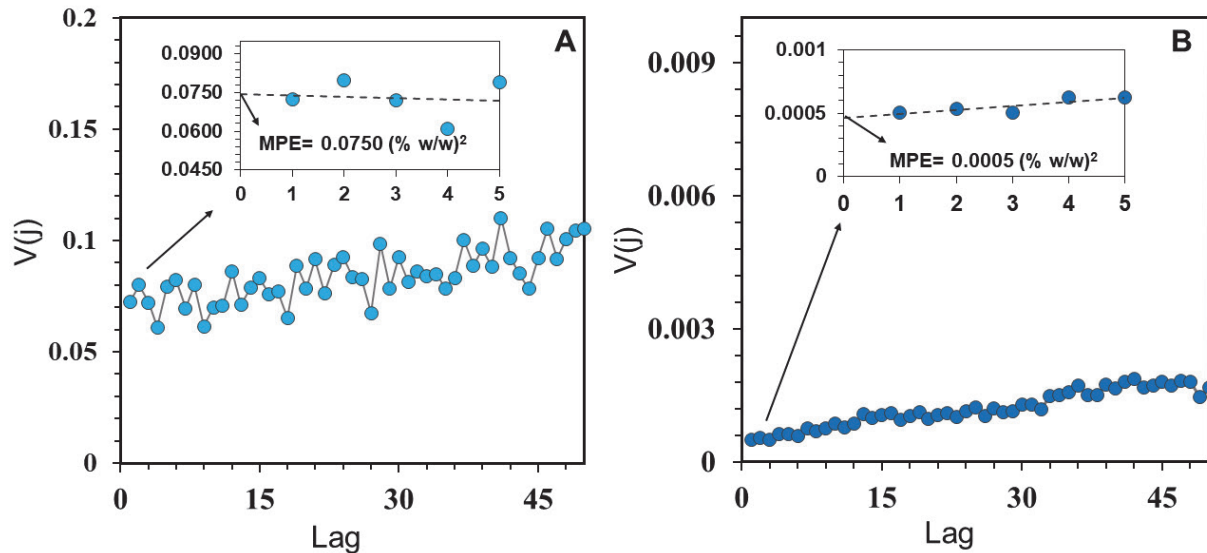 A
V(j)
0.2
0.15
0.1
0.05
0
0 15 30 45
Lag
0.0900
0.0750
0.0600
0.0450
MPE= 0.0750 (% w/w)²
0 1 2 3 4 5
B
V(j)
0.009
0.006
0.003
0
0 15 30 45
Lag
0.001
0.0005
0
MPE= 0.0005 (% w/w)²
0 1 2 3 4 5